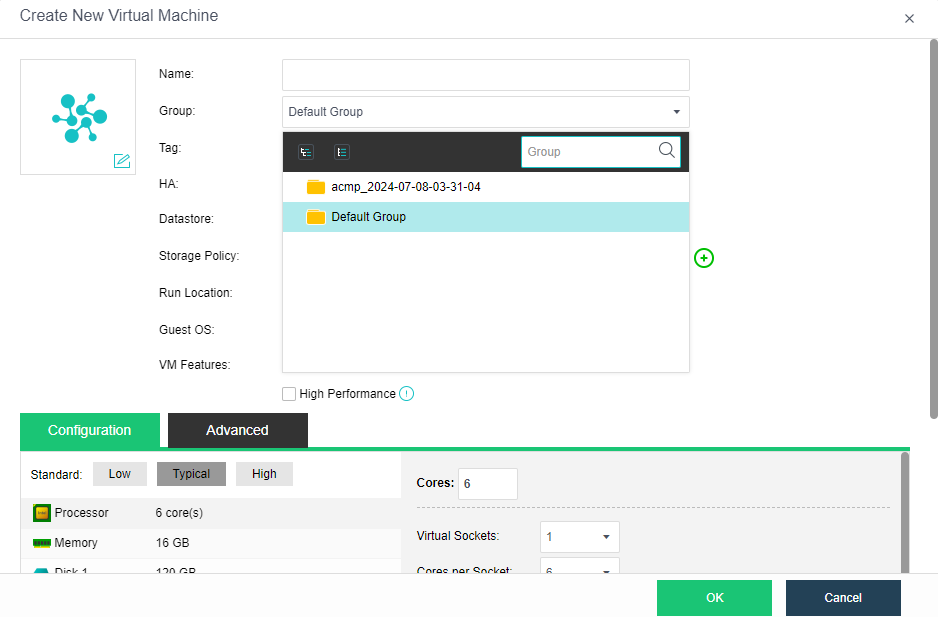 Create New Virtual Machine
Name:
Group:
Default Group
Tag:
Group
HA:
acmp_2024-07-08-03-31-04
Default Group
Datastore:
Storage Policy:
Run Location:
Guest OS:
VM Features:
High Performance
Configuration
Advanced
Standard:
Low
Typical
High
Cores: 6
Processor
6 core(s)
Virtual Sockets:
1
Memory
16 GB
Disk 1
120 GB
Cores per Socket:
6
OK
Cancel